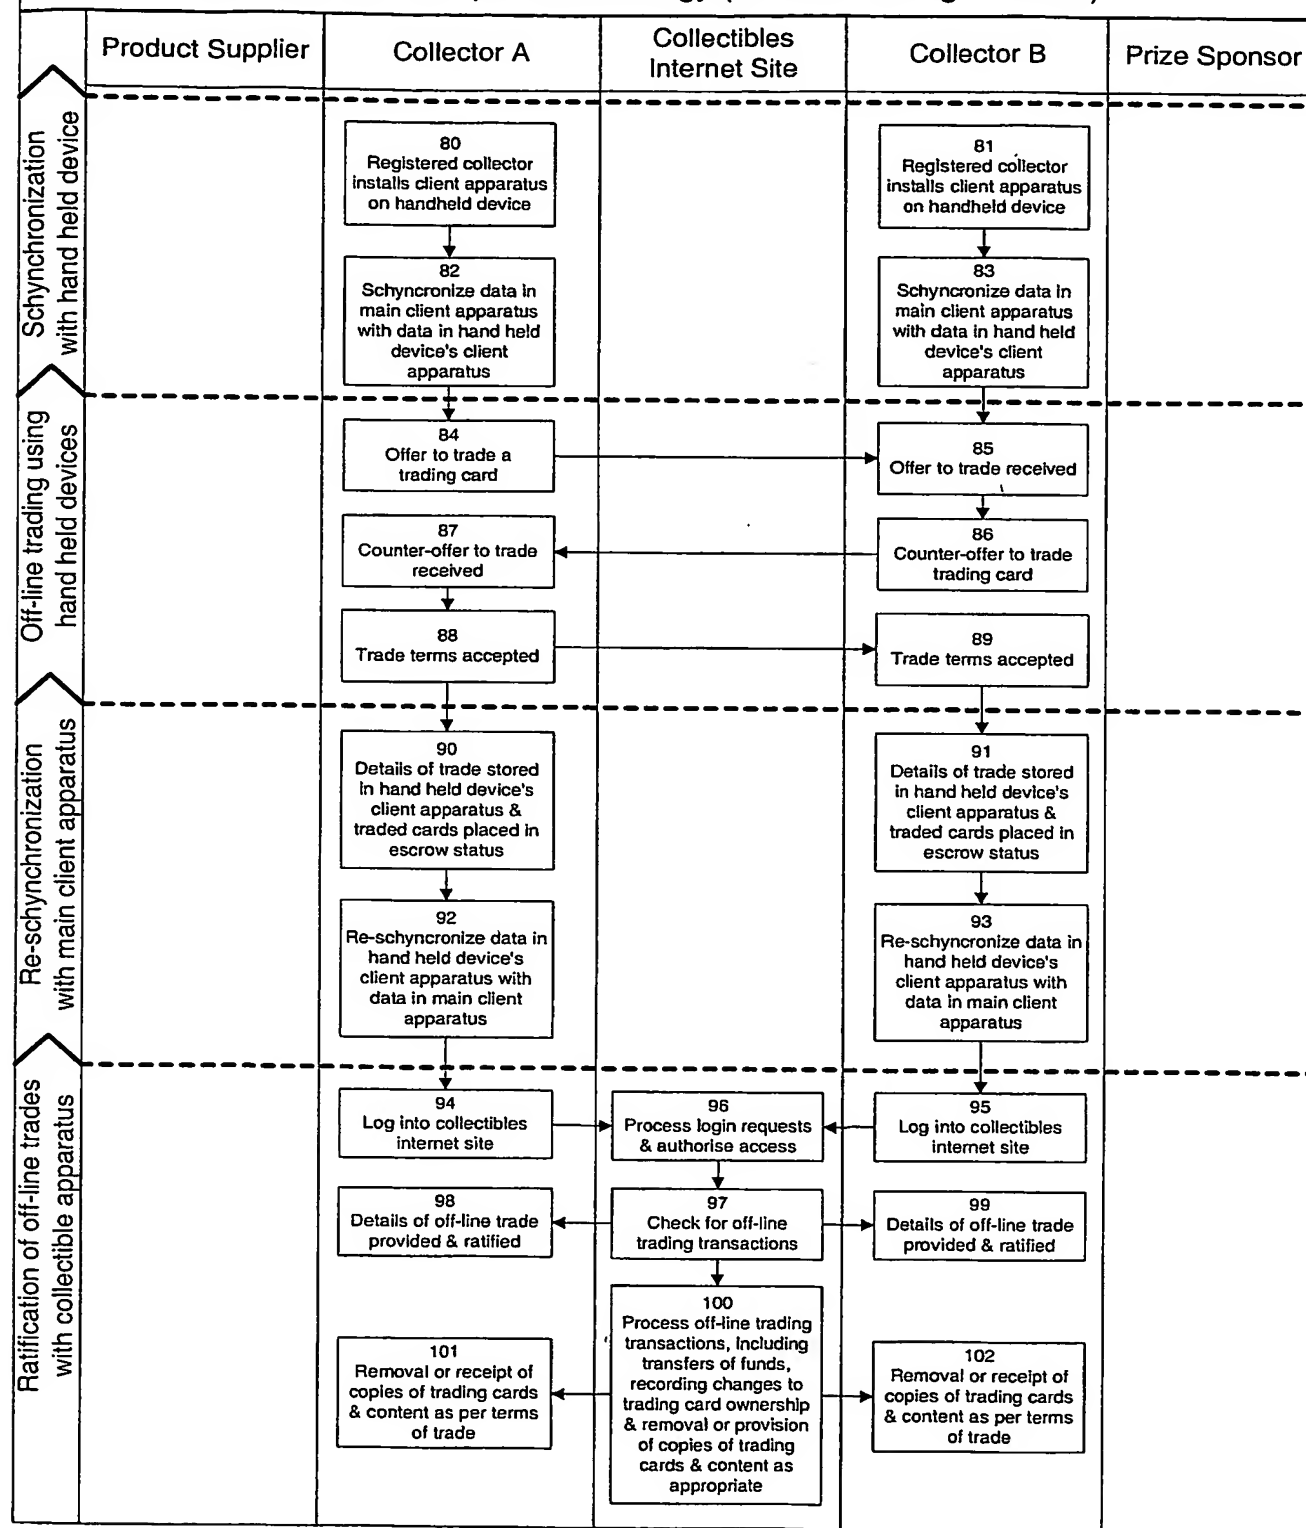 Product Supplier
Collector A
Collectibles
Internet Site
Collector B
Prize Sponsor
Schynchronization
with hand held device
80
Registered collector
installs client apparatus
on handheld device
81
Registered collector
installs client apparatus
on handheld device
82
Schyncronize data in
main client apparatus
with data in hand held
device's client
apparatus
83
Schyncronize data in
main client apparatus
with data in hand held
device's client
apparatus
Off-line trading using
hand held devices
84
Offer to trade a
trading card
85
Offer to trade received
87
Counter-offer to trade
received
86
Counter-offer to trade
trading card
88
Trade terms accepted
89
Trade terms accepted
Re-schynchronization
with main client apparatus
90
Details of trade stored
in hand held device's
client apparatus &
traded cards placed in
escrow status
91
Details of trade stored
in hand held device's
client apparatus &
traded cards placed in
escrow status
92
Re-schyncronize data in
hand held device's
client apparatus with
data in main client
apparatus
93
Re-schyncronize data in
hand held device's
client apparatus with
data in main client
apparatus
Ratification of off-line trades
with collectible apparatus
94
Log into collectibles
internet site
96
Process login requests
& authorise access
95
Log into collectibles
internet site
98
Details of off-line trade
provided & ratified
97
Check for off-line
trading transactions
99
Details of off-line trade
provided & ratified
100
Process off-line trading
transactions, including
transfers of funds,
recording changes to
trading card ownership
& removal or provision
of copies of trading
cards & content as
appropriate
101
Removal or receipt of
copies of trading cards
& content as per terms
of trade
102
Removal or receipt of
copies of trading cards
& content as per terms
of trade